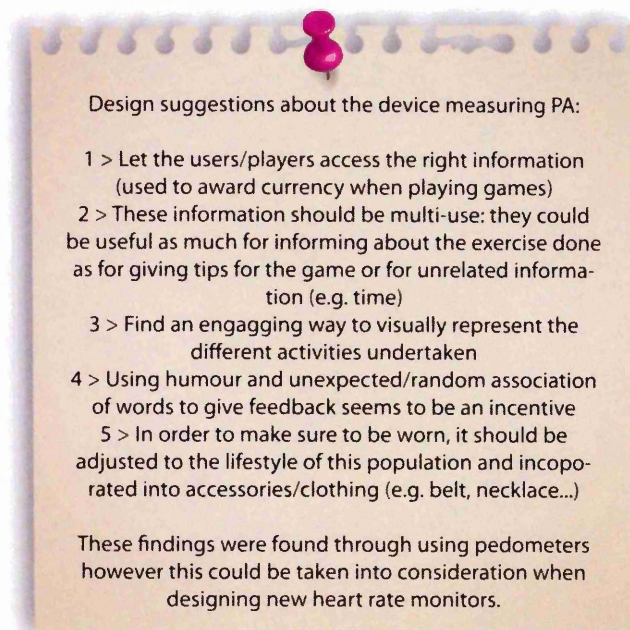 Design suggestions about the device measuring PA:
1 > Let the users/players access the right information
(used to award currency when playing games)
2 > These information should be multi-use: they could
be useful as much for informing about the exercise done
as for giving tips for the game or for unrelated informa-
tion (e.g. time)
3 > Find an engagging way to visually represent the
different activities undertaken
4 > Using humour and unexpected/random association
of words to give feedback seems to be an incentive
5 > In order to make sure to be worn, it should be
adjusted to the lifestyle of this population and incopo-
rated into accessories/clothing (e.g. belt, necklace...)
These findings were found through using pedometers
however this could be taken into consideration when
designing new heart rate monitors.